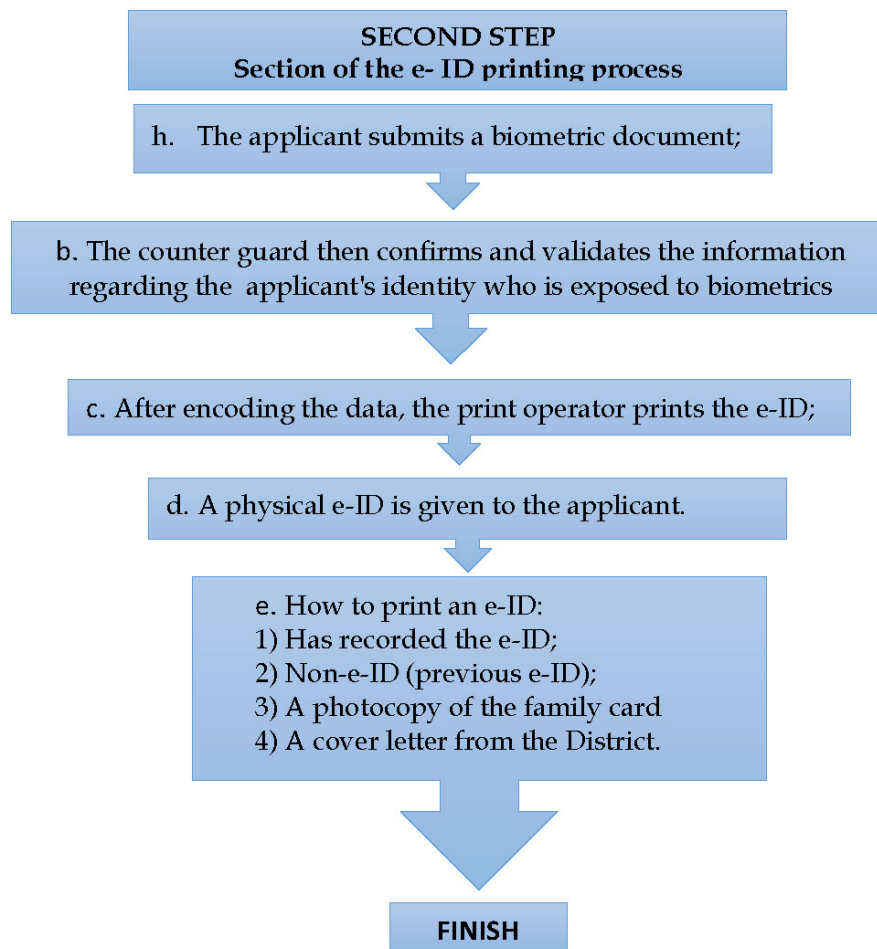 SECOND STEP
Section of the e- ID printing process
h. The applicant submits a biometric document;
b. The counter guard then confirms and validates the information
regarding the applicant's identity who is exposed to biometrics
c. After encoding the data, the print operator prints the e-ID;
d. A physical e-ID is given to the applicant.
e. How to print an e-ID:
1) Has recorded the e-ID;
2) Non-e-ID (previous e-ID);
3) A photocopy of the family card
4) A cover letter from the District.
FINISH